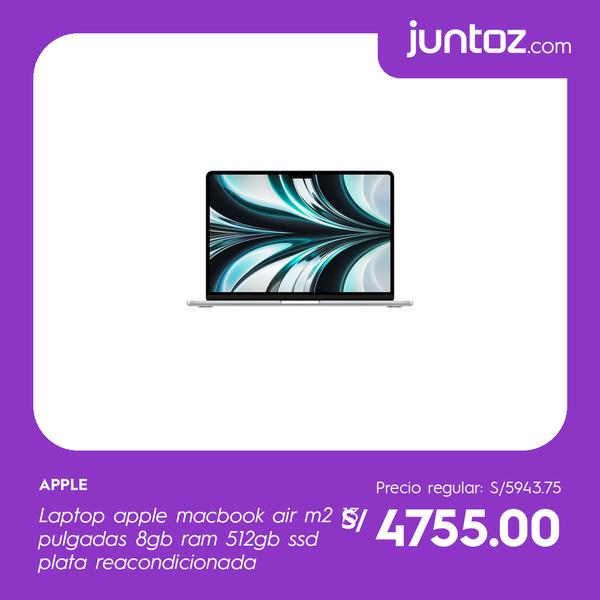 juntoz.com
APPLE
Laptop apple macbook air m2
pulgadas 8gb ram 512gb ssd
plata reacondicionada
Precio regular: S/5943.75
S/ 4755.00